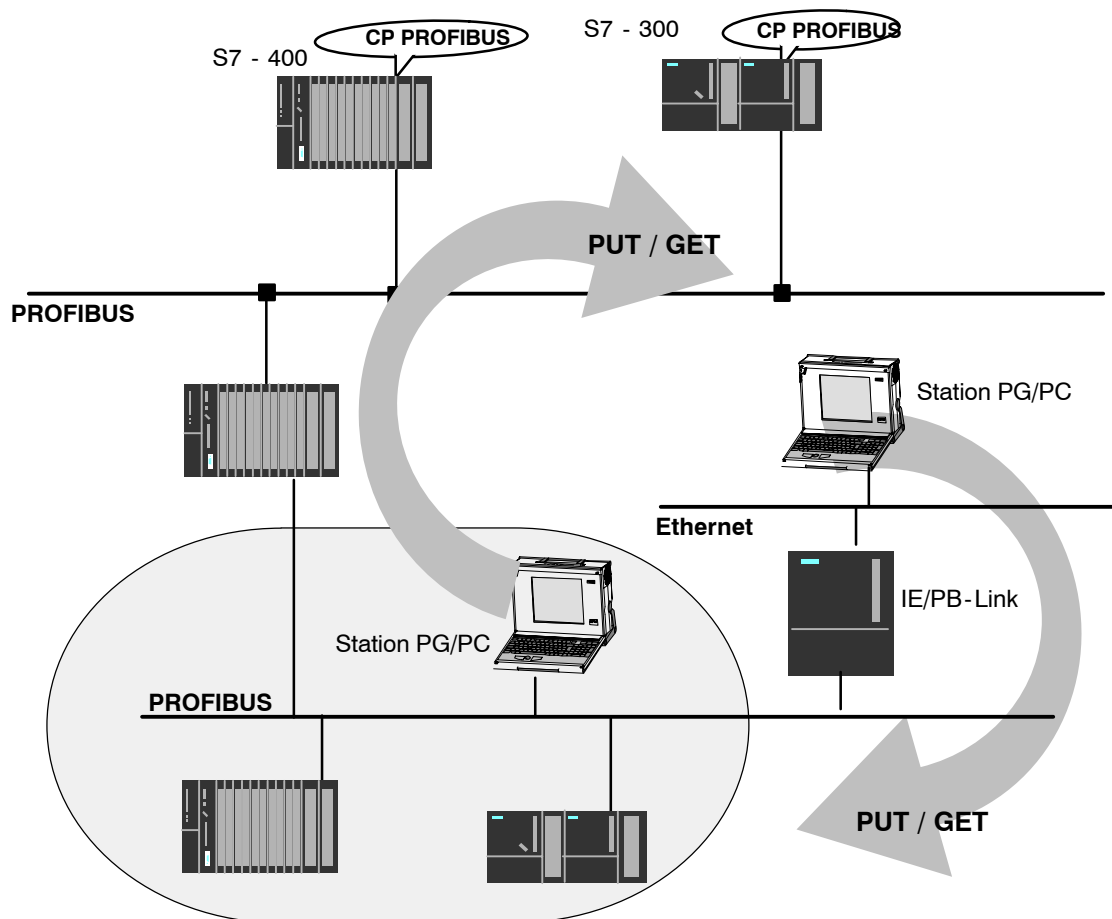 S7 - 400
CP PROFIBUS
S7 - 300
CP PROFIBUS
PUT / GET
PROFIBUS
Station PG/PC
Ethernet
IE/PB-Link
Station PG/PC
PROFIBUS
PUT / GET